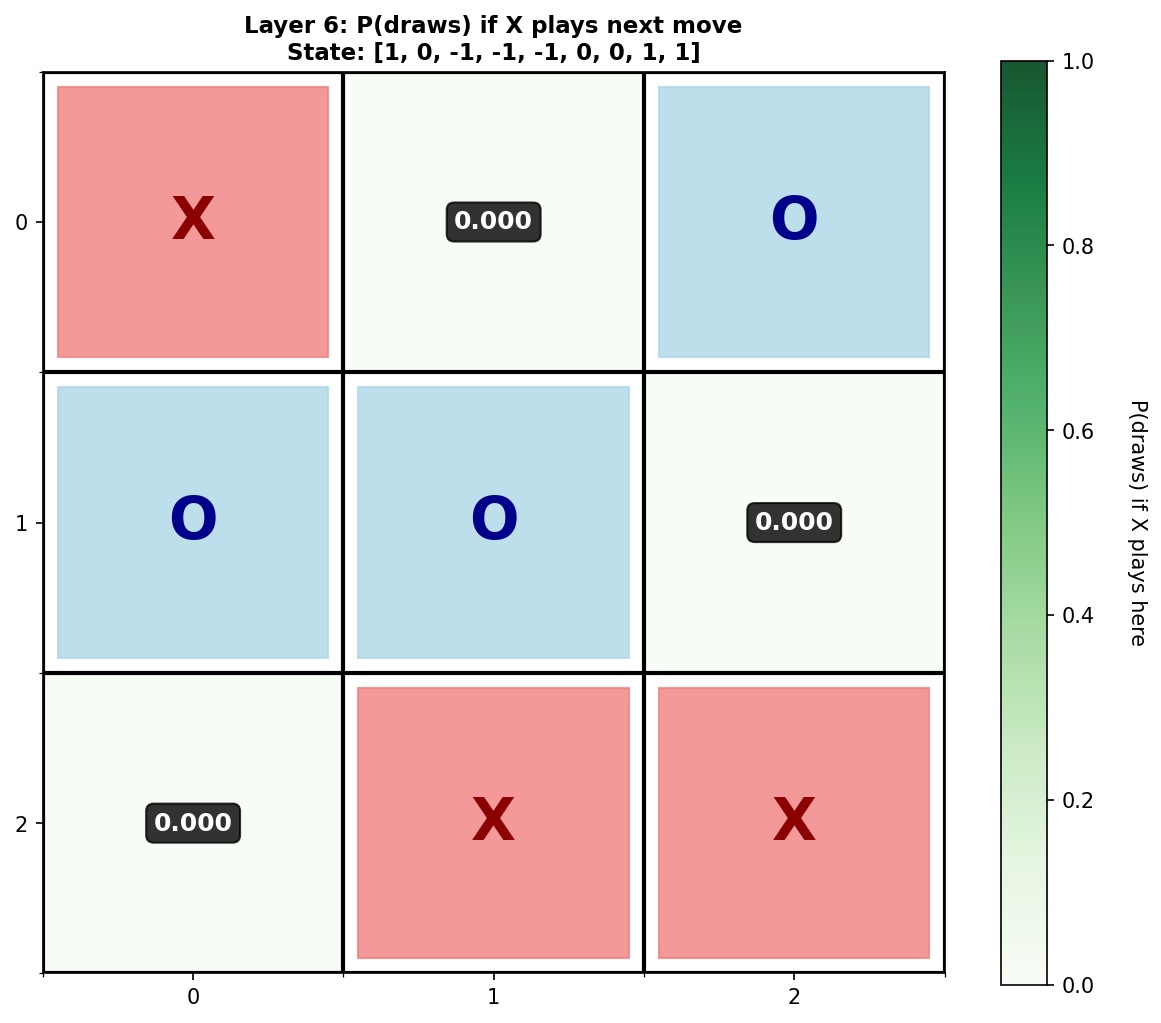 Layer 6: P(draws) if X plays next move
State: [1, 0, -1, -1, -1, 0, 0, 1, 1]
X
0.000
O
O
O
0.000
0.000
X
X
0
1
2
0
1
2
1.0
0.8
0.6
0.4
0.2
0.0
P(draws) if X plays here